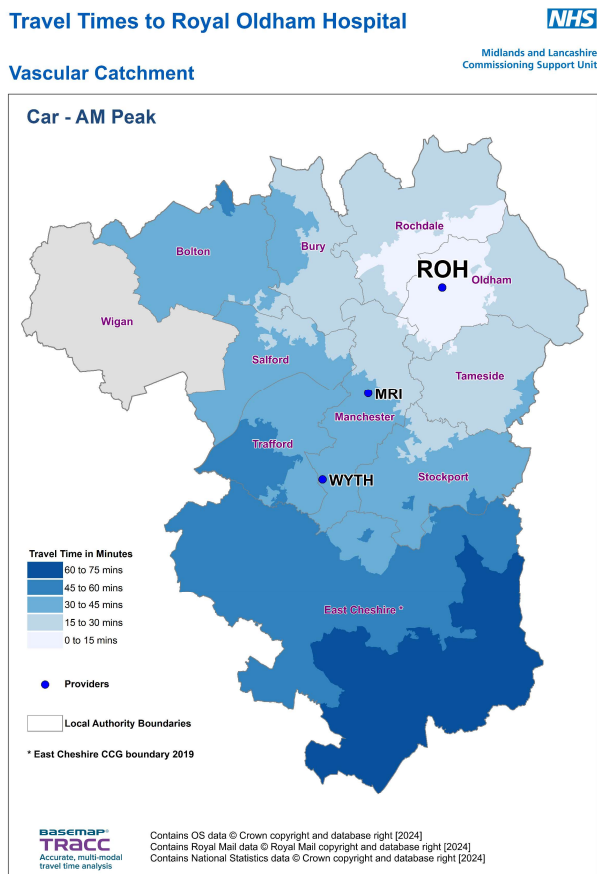 Travel Times to Royal Oldham Hospital
NHS
Midlands and Lancashire
Commissioning Support Unit
Vascular Catchment
Car - AM Peak
Rochdale
Bury
Bolton
ROH
Oldham
Wigan
Salford
Tameside
MRI
Manchester
Trafford
Stockport
WYTH
Travel Time in Minutes
60 to 75 mins
45 to 60 mins
30 to 45 mins
15 to 30 mins
0 to 15 mins
East Cheshire *
Providers
Local Authority Boundaries
* East Cheshire CCG boundary 2019
BASEMAP®
TRACC
Accurate, multi-modal
travel time analysis
Contains OS data © Crown copyright and database right [2024]
Contains Royal Mail data © Royal Mail copyright and database right [2024]
Contains National Statistics data © Crown copyright and database right [2024]